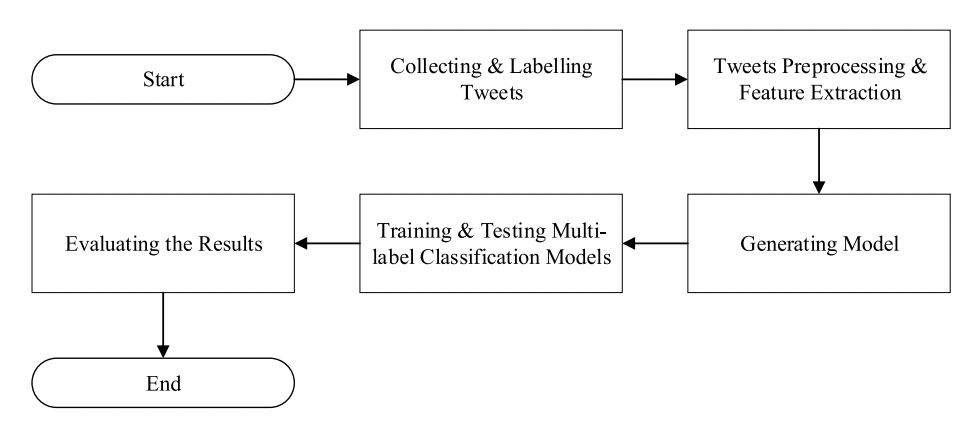 Start
Collecting & Labelling
Tweets
Tweets Preprocessing &
Feature Extraction
Generating Model
Training & Testing Multi-
label Classification Models
Evaluating the Results
End